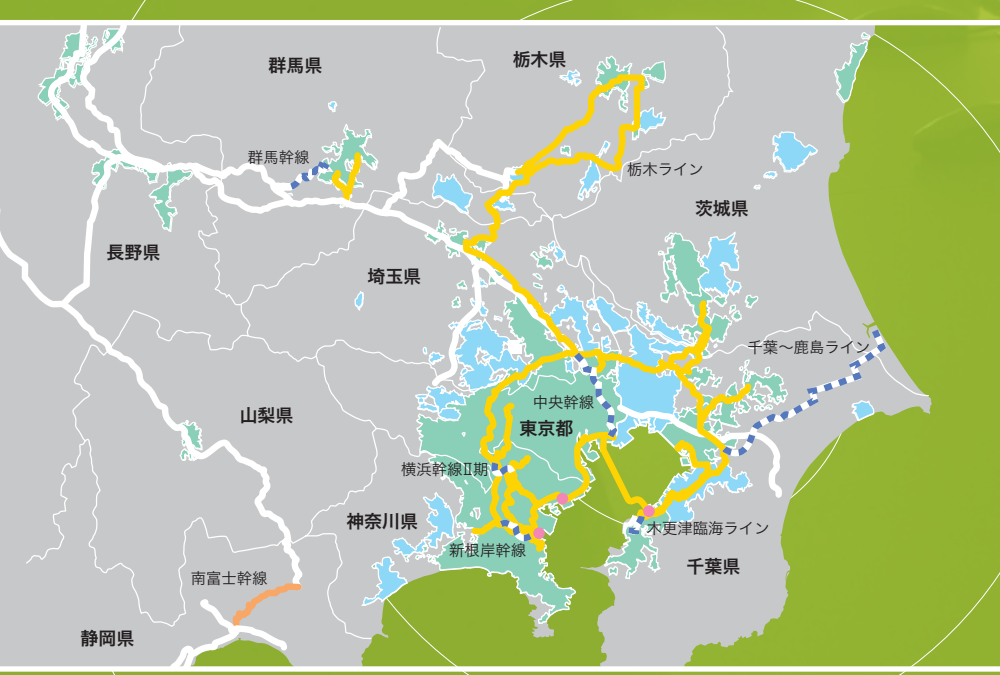 栃木県
群馬県
群馬幹線
栃木ライン
茨城県
長野県
埼玉県
千葉～鹿島ライン
中央幹線
山梨県
東京都
横浜幹線Ⅱ期
神奈川県
木更津臨海ライン
新根岸幹線
千葉県
南富士幹線
静岡県